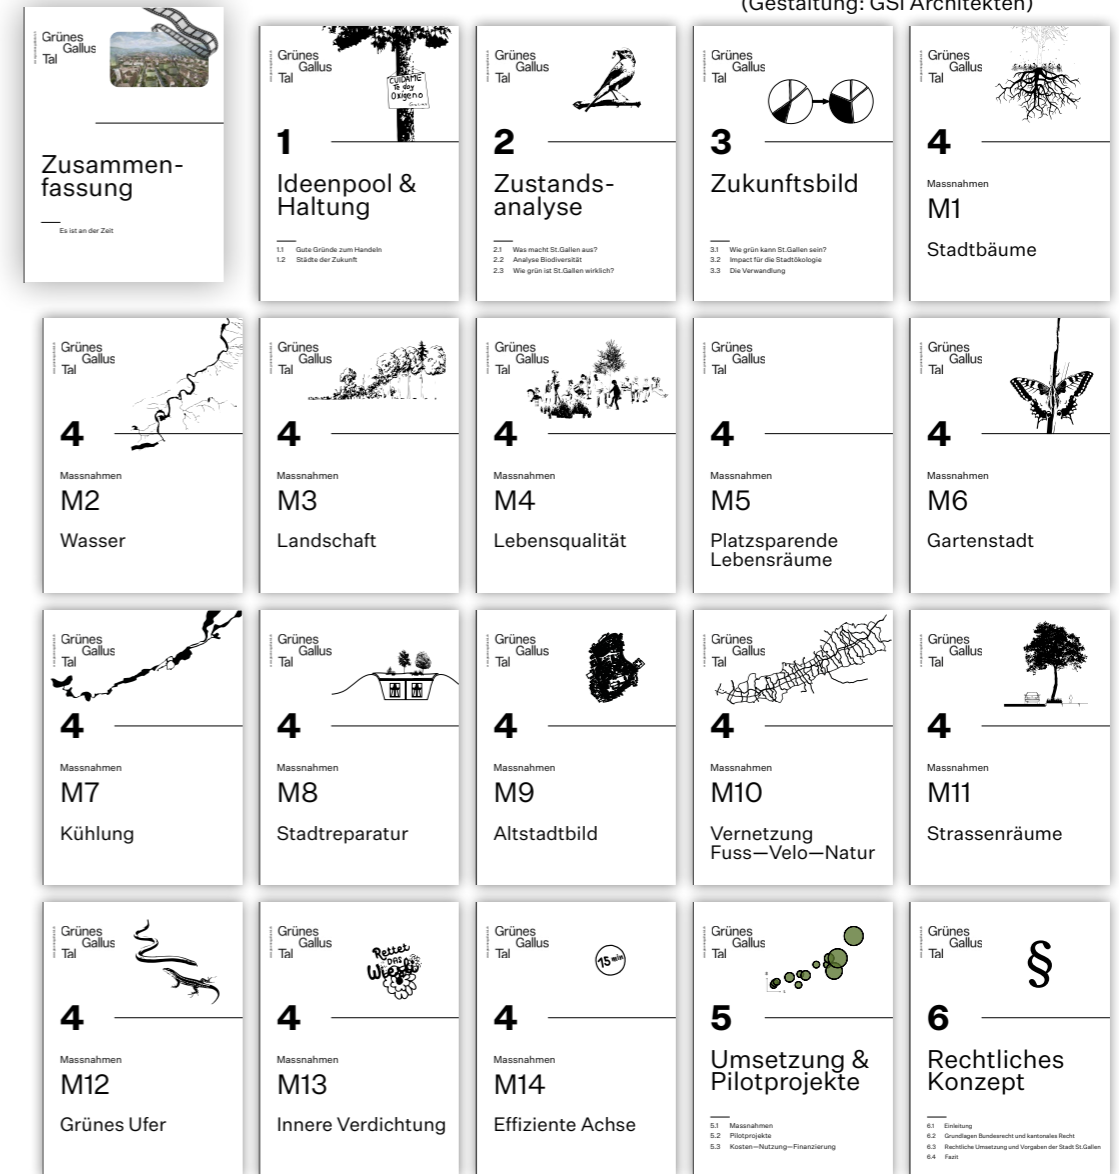 (Gestaltung: GSI Architekten)
Grünes
Gallus
Tal
Zusammen-
fassung
Es ist an der Zeit
Grünes
Gallus
Tal
CUIDAME
Te doy
Oxigeno
1
Ideenpool &
Haltung
1.1 Gute Gründe zum Handeln
1.2 Städte der Zukunft
Grünes
Gallus
Tal
2
Zustands-
analyse
2.1 Was macht St.Gallen aus?
2.2 Analyse Biodiversität
2.3 Wie grün ist St.Gallen wirklich?
Grünes
Gallus
Tal
3
Zukunftsbild
3.1 Wie grün kann St.Gallen sein?
3.2 Impact für die Stadtökologie
3.3 Die Verwandlung
Grünes
Gallus
Tal
4
Massnahmen
M1
Stadtbäume
Grünes
Gallus
Tal
4
Massnahmen
M2
Wasser
Grünes
Gallus
Tal
4
Massnahmen
M3
Landschaft
Grünes
Gallus
Tal
4
Massnahmen
M4
Lebensqualität
Grünes
Gallus
Tal
4
Massnahmen
M5
Platzsparende
Lebensräume
Grünes
Gallus
Tal
4
Massnahmen
M6
Gartenstadt
Grünes
Gallus
Tal
4
Massnahmen
M7
Kühlung
Grünes
Gallus
Tal
4
Massnahmen
M8
Stadtreparatur
Grünes
Gallus
Tal
4
Massnahmen
M9
Altstadtbild
Grünes
Gallus
Tal
4
Massnahmen
M10
Vernetzung
Fuss—Velo—Natur
Grünes
Gallus
Tal
4
Massnahmen
M11
Strassenräume
Grünes
Gallus
Tal
4
Massnahmen
M12
Grünes Ufer
Grünes
Gallus
Tal
Rettet
DAS
Wiesli
4
Massnahmen
M13
Innere Verdichtung
Grünes
Gallus
Tal
15 min
4
Massnahmen
M14
Effiziente Achse
Grünes
Gallus
Tal
5
Umsetzung &
Pilotprojekte
5.1 Massnahmen
5.2 Pilotprojekte
5.3 Kosten—Nutzung—Finanzierung
Grünes
Gallus
Tal
§
6
Rechtliches
Konzept
6.1 Einleitung
6.2 Grundlagen Bundesrecht und kantonales Recht
6.3 Rechtliche Umsetzung und Vorgaben der Stadt St.Gallen
6.4 Fazit